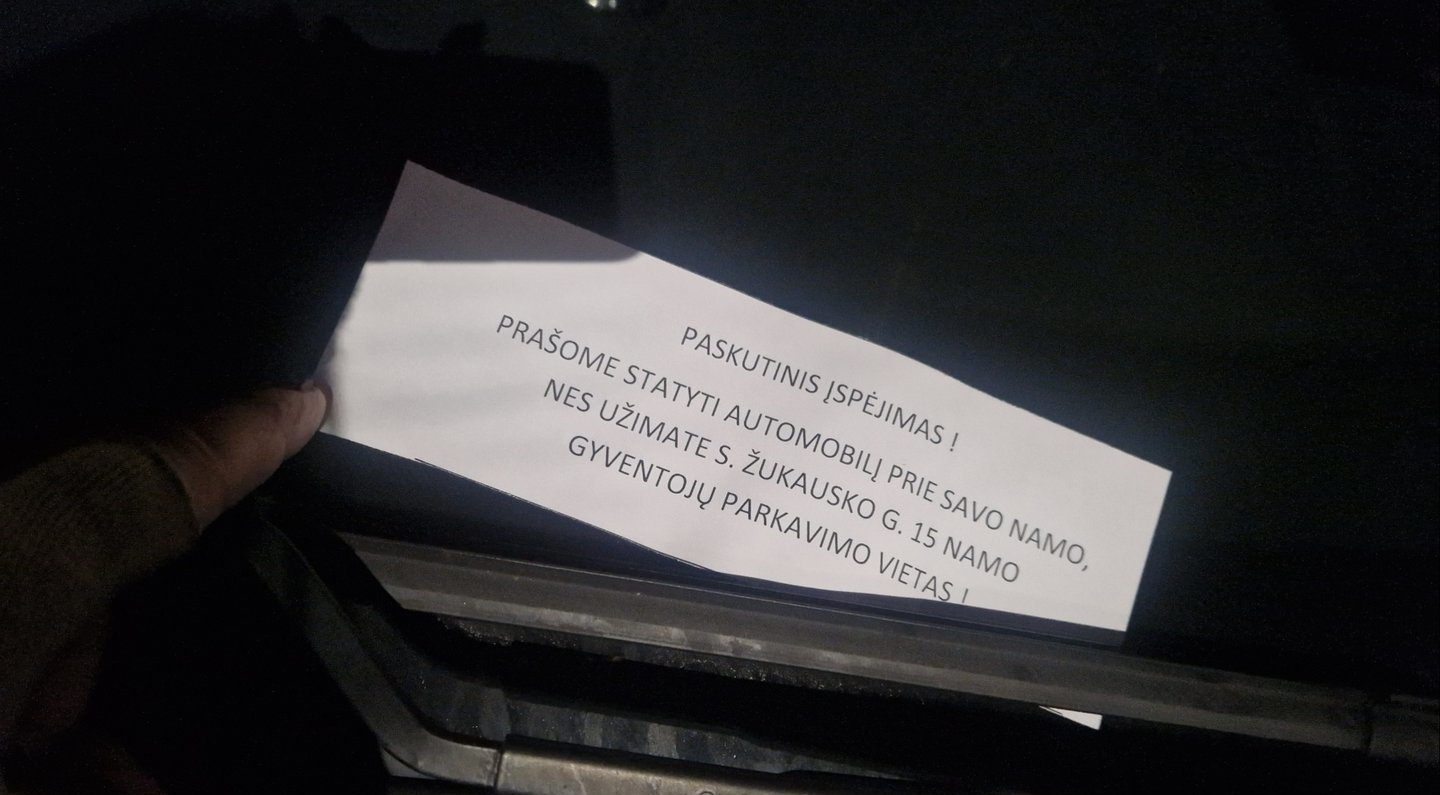 PASKUTINIS ĮSPĖJIMAS !
PRAŠOME STATYTI AUTOMOBILĮ PRIE SAVO NAMO,
NES UŽIMATE S. ŽUKAUSKO G. 15 NAMO
GYVENTOJŲ PARKAVIMO VIETAS !